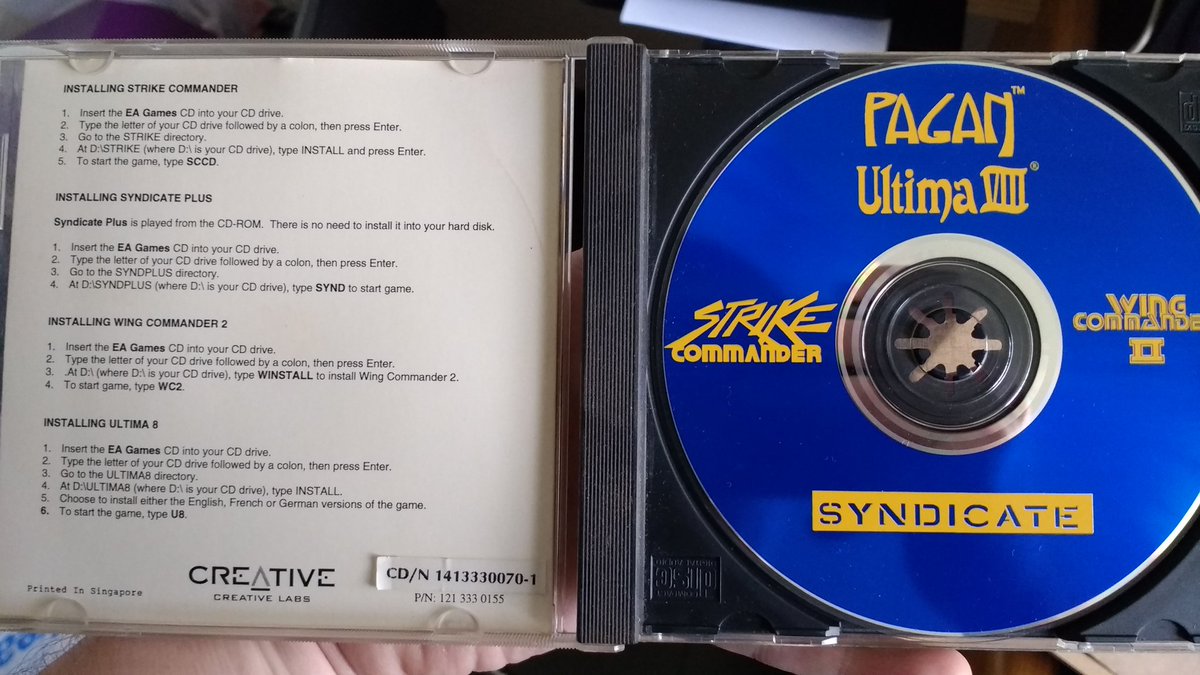 INSTALLING STRIKE COMMANDER
1. Insert the EA Games CD into your CD drive.
2. Type the letter of your CD drive followed by a colon, then press Enter.
3. Go to the STRIKE directory.
4. At D:\STRIKE (where D:\ is your CD drive), type INSTALL and press Enter.
5. To start the game, type SCCD.
INSTALLING SYNDICATE PLUS
Syndicate Plus is played from the CD-ROM. There is no need to install it into your hard disk.
1. Insert the EA Games CD into your CD drive.
2. Type the letter of your CD drive followed by a colon, then press Enter.
3. Go to the SYNDPLUS directory.
4. At D:\SYNDPLUS (where D:\ is your CD drive), type SYND to start game.
INSTALLING WING COMMANDER 2
1. Insert the EA Games CD into your CD drive.
2. Type the letter of your CD drive followed by a colon, then press Enter.
3. .At D:\ (where D:\ is your CD drive), type WINSTALL to install Wing Commander 2.
4. To start game, type WC2.
INSTALLING ULTIMA 8
1. Insert the EA Games CD into your CD drive.
2. Type the letter of your CD drive followed by a colon, then press Enter.
3. Go to the ULTIMA8 directory.
4. At D:\ULTIMA8 (where D:\ is your CD drive), type INSTALL.
5. Choose to install either the English, French or German versions of the game.
6. To start the game, type U8.
Printed In Singapore
CREATIVE
CREATIVE LABS
CD/N 1413330070-1
P/N: 121 333 0155
PAGAN™
Ultima VIII®
STRIKE
COMMANDER
WING
COMMANDE
II
SYNDICATE